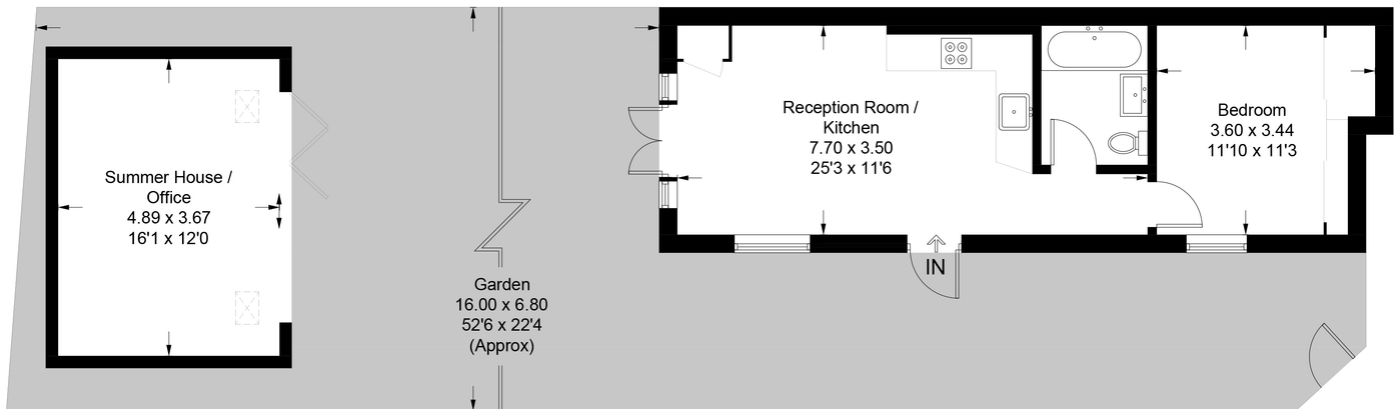 Summer House /
Office
4.89 x 3.67
16'1 x 12'0
Garden
16.00 x 6.80
52'6 x 22'4
(Approx)
Reception Room /
Kitchen
7.70 x 3.50
25'3 x 11'6
IN
Bedroom
3.60 x 3.44
11'10 x 11'3